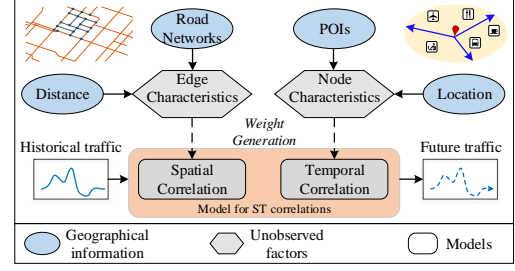 Road
Networks
POIs
Distance
Edge
Characteristics
Node
Characteristics
Location
Weight
Generation
Historical traffic
Future traffic
Spatial
Correlation
Temporal
Correlation
Model for ST correlations
Geographical
information
Unobserved
factors
Models